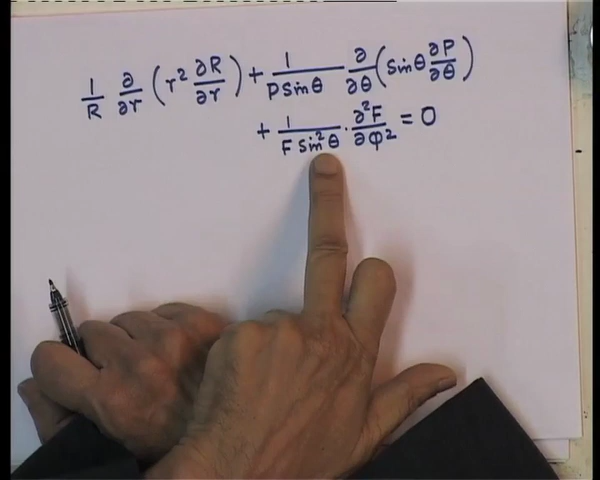 1/R ∂/∂r (r² ∂R/∂r) + 1/(P sinθ) ∂/∂θ (sinθ ∂P/∂θ)
+ 1/(F sin²θ) · ∂²F/∂φ² = 0